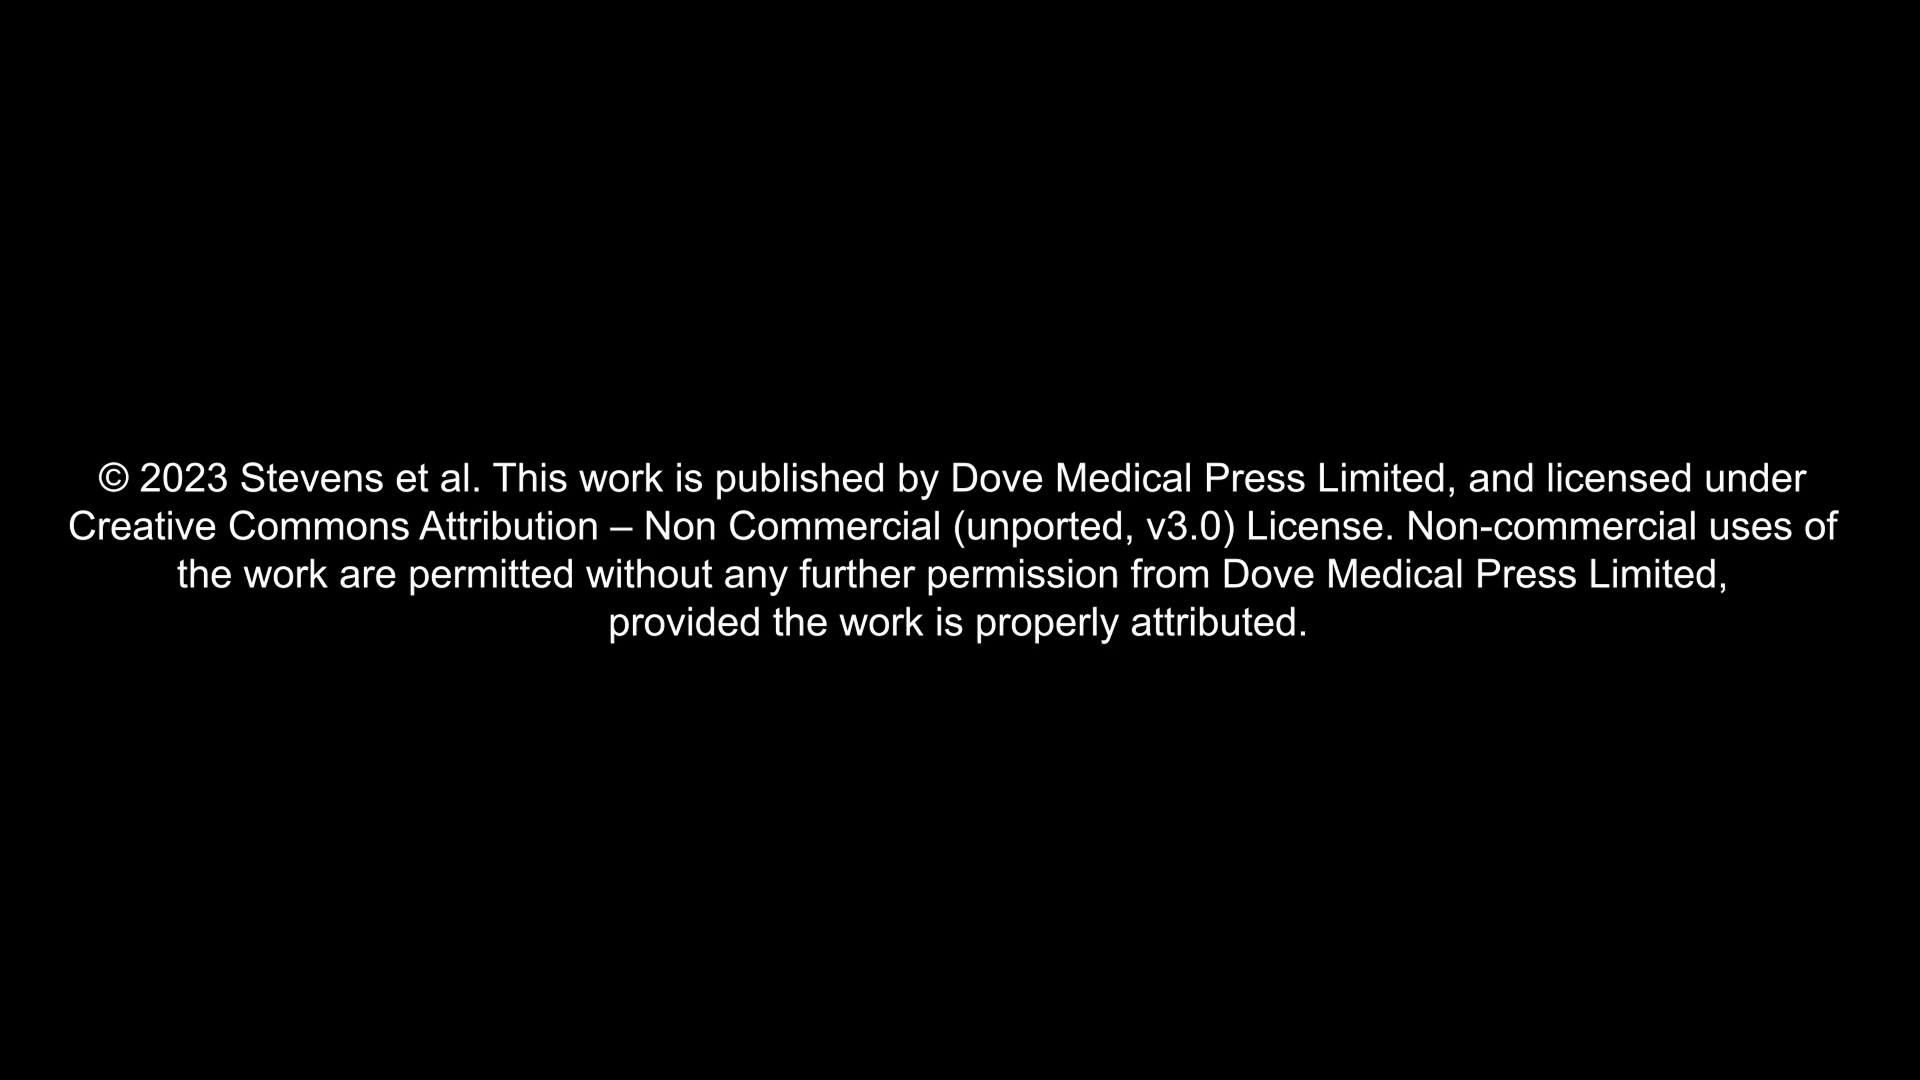 © 2023 Stevens et al. This work is published by Dove Medical Press Limited, and licensed under
Creative Commons Attribution – Non Commercial (unported, v3.0) License. Non-commercial uses of
the work are permitted without any further permission from Dove Medical Press Limited,
provided the work is properly attributed.